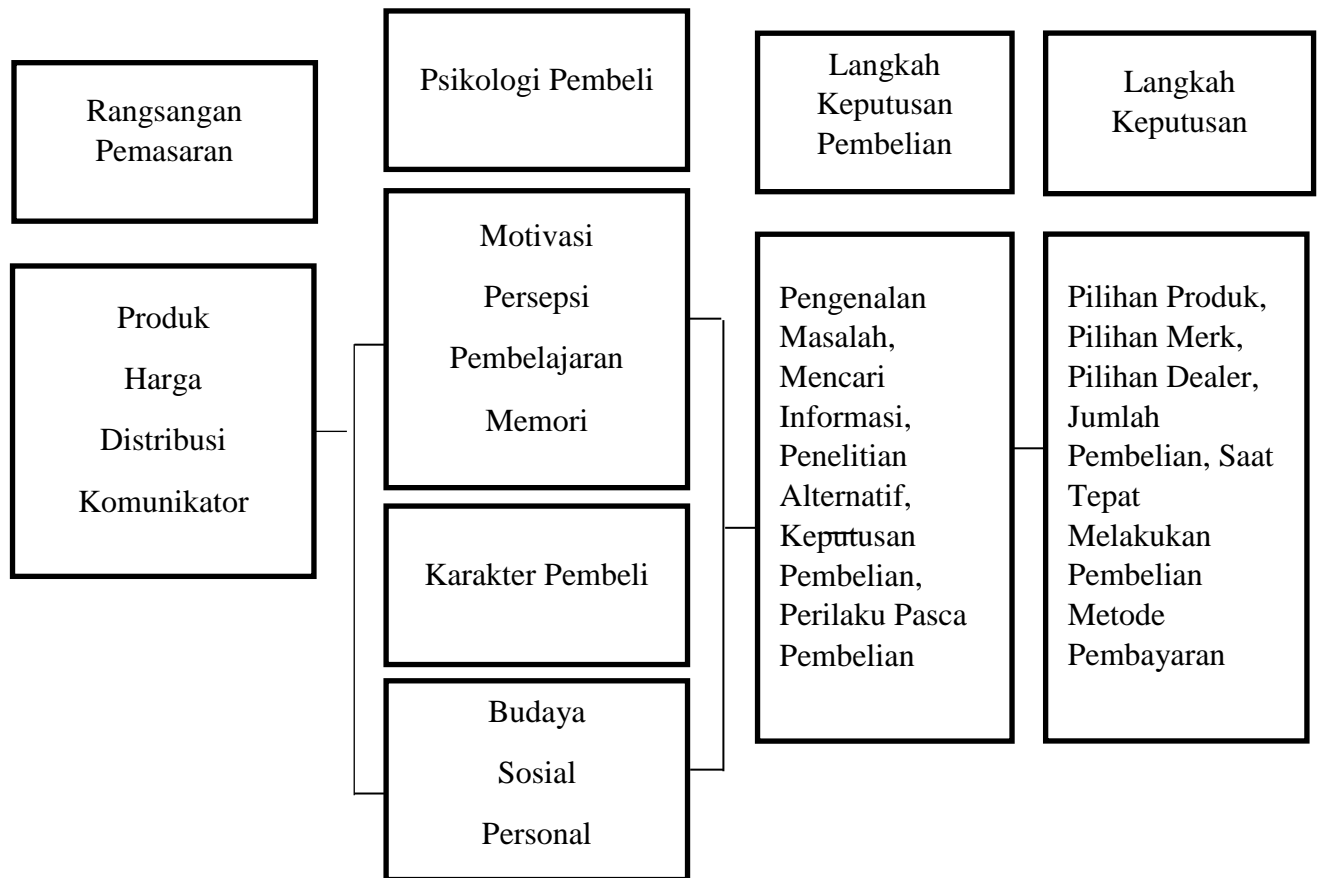 Rangsangan
Pemasaran
Produk
Harga
Distribusi
Komunikator
Psikologi Pembeli
Motivasi
Persepsi
Pembelajaran
Memori
Karakter Pembeli
Budaya
Sosial
Personal
Langkah
Keputusan
Pembelian
Pengenalan
Masalah,
Mencari
Informasi,
Penelitian
Alternatif,
Keputusan
Pembelian,
Perilaku Pasca
Pembelian
Langkah
Keputusan
Pilihan Produk,
Pilihan Merk,
Pilihan Dealer,
Jumlah
Pembelian, Saat
Tepat
Melakukan
Pembelian
Metode
Pembayaran